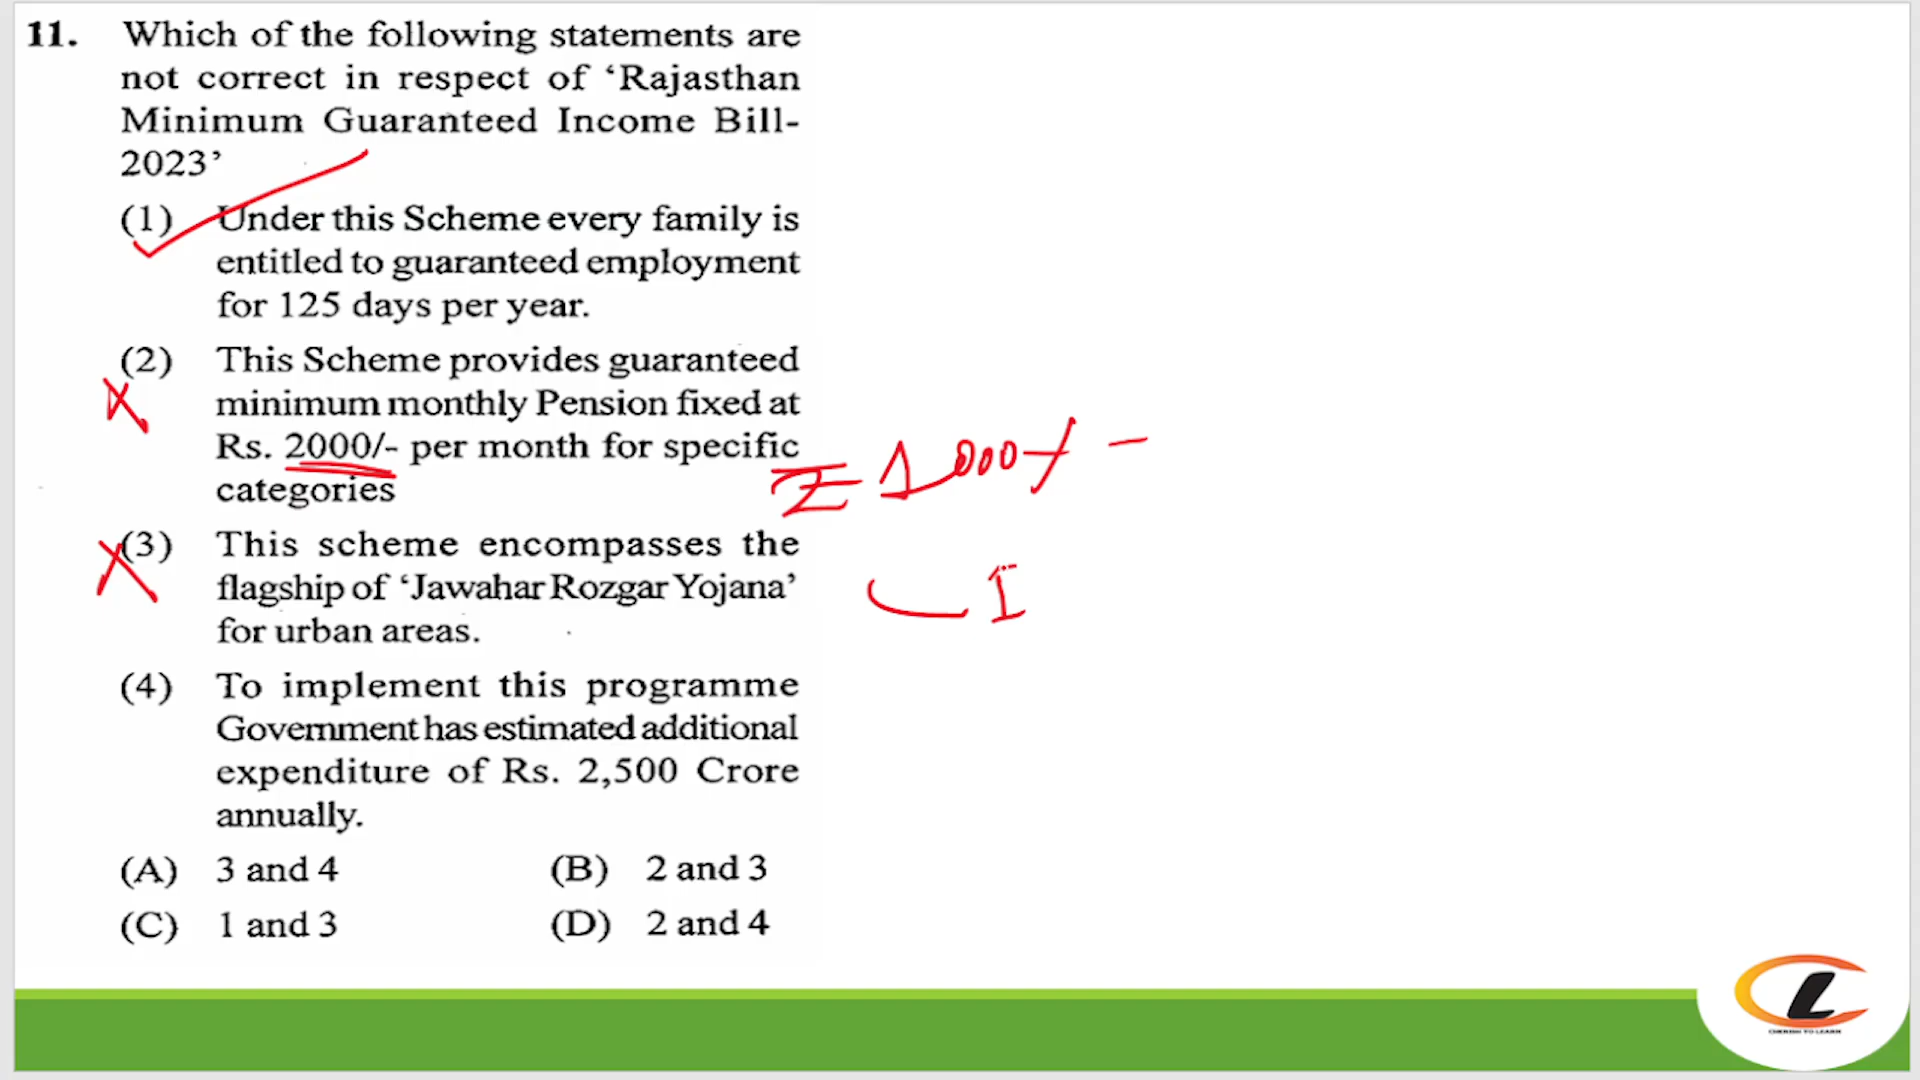 11. Which of the following statements are
not correct in respect of ‘Rajasthan
Minimum Guaranteed Income Bill-
2023’
(1) Under this Scheme every family is
entitled to guaranteed employment
for 125 days per year.
(2) This Scheme provides guaranteed
minimum monthly Pension fixed at
Rs. 2000/- per month for specific
categories
₹ 1000/-
(3) This scheme encompasses the
flagship of ‘Jawahar Rozgar Yojana’
for urban areas.
I
(4) To implement this programme
Government has estimated additional
expenditure of Rs. 2,500 Crore
annually.
(A) 3 and 4 (B) 2 and 3
(C) 1 and 3 (D) 2 and 4
CL
CHERISH TO LEARN